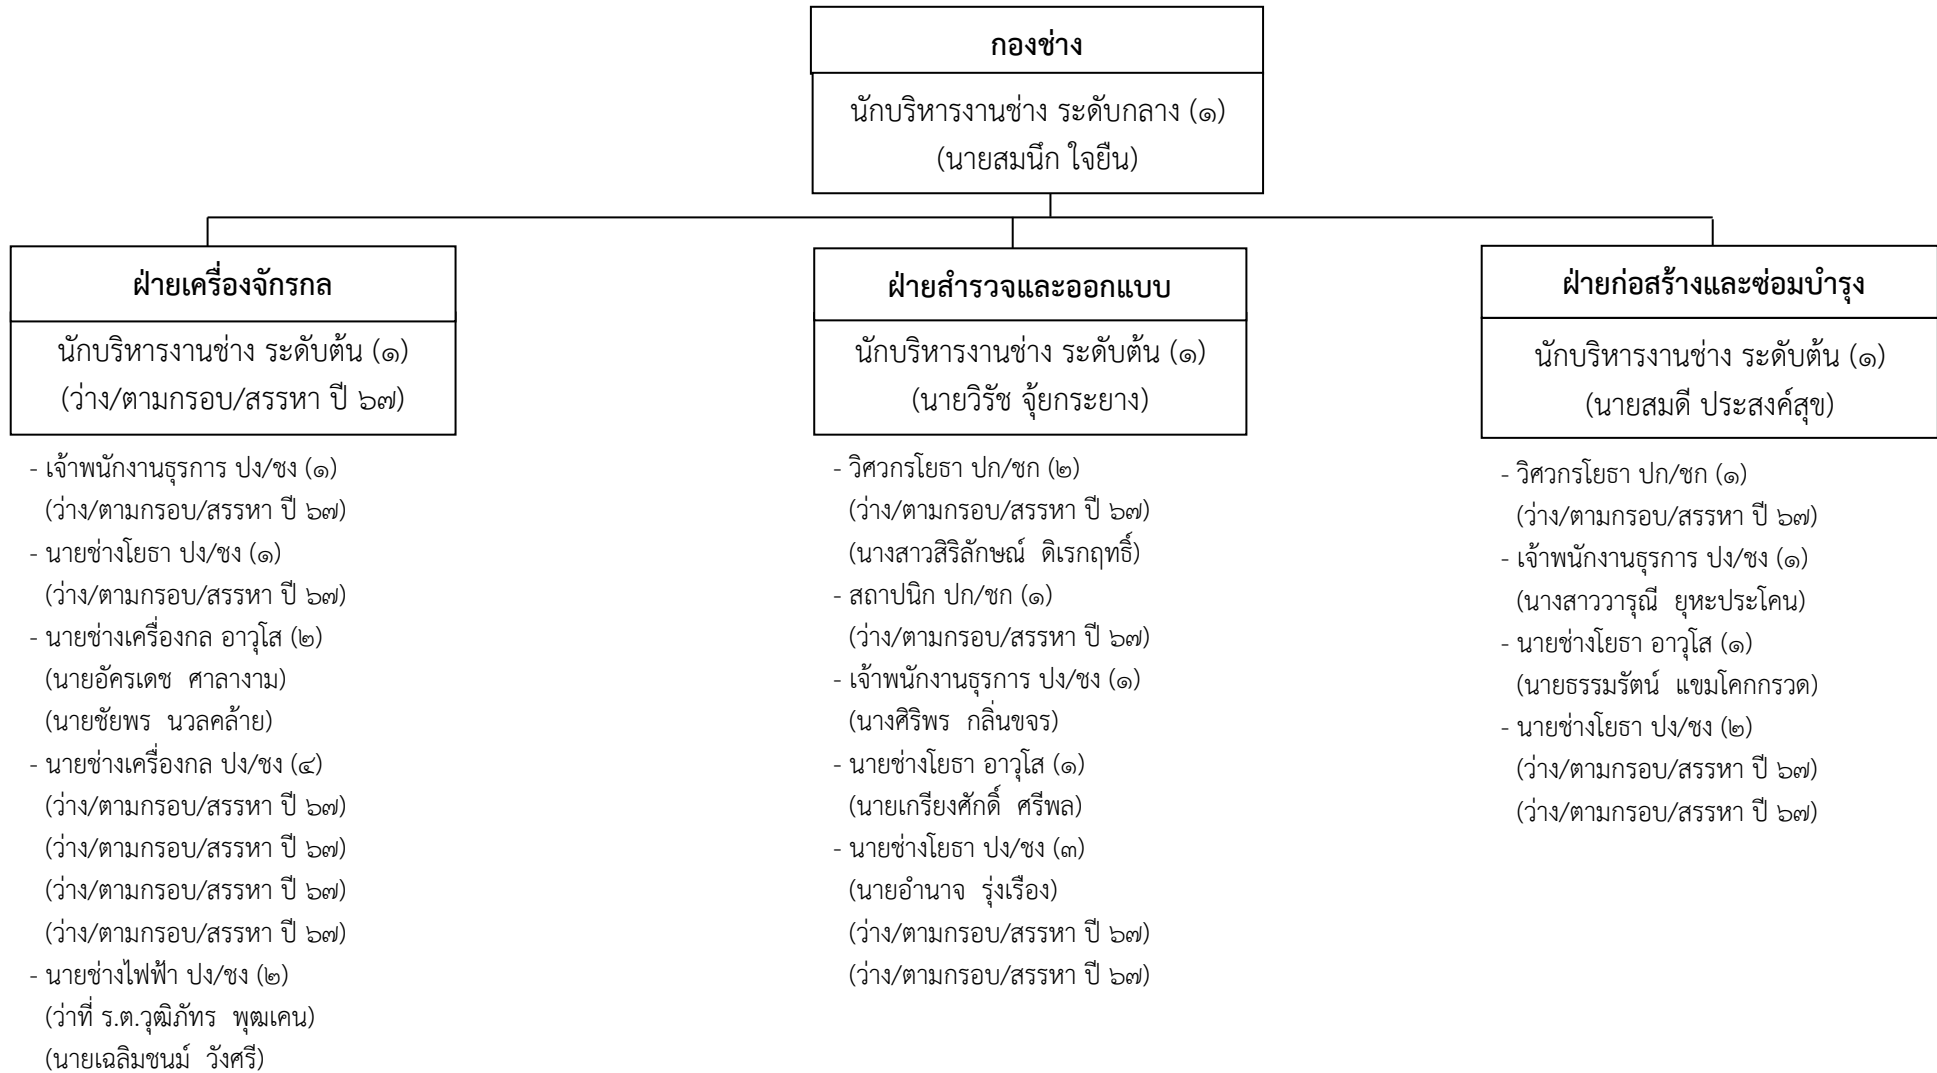 กองช่าง
นักบริหารงานช่าง ระดับกลาง (๑)
(นายสมนึก ใจยืน)
ฝ่ายเครื่องจักรกล
นักบริหารงานช่าง ระดับต้น (๑)
(ว่าง/ตามกรอบ/สรรหา ปี ๖๗)
- เจ้าพนักงานธุรการ ปง/ชง (๑)
(ว่าง/ตามกรอบ/สรรหา ปี ๖๗)
- นายช่างโยธา ปง/ชง (๑)
(ว่าง/ตามกรอบ/สรรหา ปี ๖๗)
- นายช่างเครื่องกล อาวุโส (๒)
(นายอัครเดช ศาลางาม)
(นายชัยพร นวลคล้าย)
- นายช่างเครื่องกล ปง/ชง (๔)
(ว่าง/ตามกรอบ/สรรหา ปี ๖๗)
(ว่าง/ตามกรอบ/สรรหา ปี ๖๗)
(ว่าง/ตามกรอบ/สรรหา ปี ๖๗)
(ว่าง/ตามกรอบ/สรรหา ปี ๖๗)
- นายช่างไฟฟ้า ปง/ชง (๒)
(ว่าที่ ร.ต.วุฒิภัทร พุฒเคน)
(นายเฉลิมชนม์ วังศรี)
ฝ่ายสำรวจและออกแบบ
นักบริหารงานช่าง ระดับต้น (๑)
(นายวิรัช จุ้ยกระยาง)
- วิศวกรโยธา ปก/ชก (๒)
(ว่าง/ตามกรอบ/สรรหา ปี ๖๗)
(นางสาวสิริลักษณ์ ดิเรกฤทธิ์)
- สถาปนิก ปก/ชก (๑)
(ว่าง/ตามกรอบ/สรรหา ปี ๖๗)
- เจ้าพนักงานธุรการ ปง/ชง (๑)
(นางศิริพร กลิ่นขจร)
- นายช่างโยธา อาวุโส (๑)
(นายเกรียงศักดิ์ ศรีพล)
- นายช่างโยธา ปง/ชง (๓)
(นายอำนาจ รุ่งเรือง)
(ว่าง/ตามกรอบ/สรรหา ปี ๖๗)
(ว่าง/ตามกรอบ/สรรหา ปี ๖๗)
ฝ่ายก่อสร้างและซ่อมบำรุง
นักบริหารงานช่าง ระดับต้น (๑)
(นายสมดี ประสงค์สุข)
- วิศวกรโยธา ปก/ชก (๑)
(ว่าง/ตามกรอบ/สรรหา ปี ๖๗)
- เจ้าพนักงานธุรการ ปง/ชง (๑)
(นางสาววารุณี ยุหะประโคน)
- นายช่างโยธา อาวุโส (๑)
(นายธรรมรัตน์ แขมโคกกรวด)
- นายช่างโยธา ปง/ชง (๒)
(ว่าง/ตามกรอบ/สรรหา ปี ๖๗)
(ว่าง/ตามกรอบ/สรรหา ปี ๖๗)